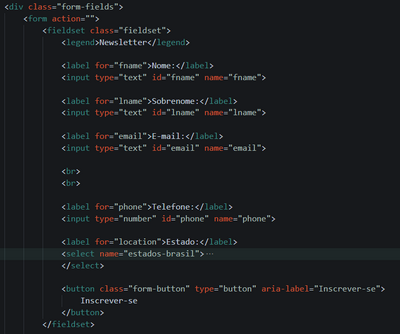 <div class="form-fields">
<form action="">
<fieldset class="fieldset">
<legend>Newsletter</legend>
<label for="fname">Nome:</label>
<input type="text" id="fname" name="fname">
<label for="lname">Sobrenome:</label>
<input type="text" id="lname" name="lname">
<label for="email">E-mail:</label>
<input type="text" id="email" name="email">
<br>
<br>
<label for="phone">Telefone:</label>
<input type="number" id="phone" name="phone">
<label for="location">Estado:</label>
<select name="estados-brasil">···
</select>
<button class="form-button" type="button" aria-label="Inscrever-se">
Inscrever-se
</button>
</fieldset>